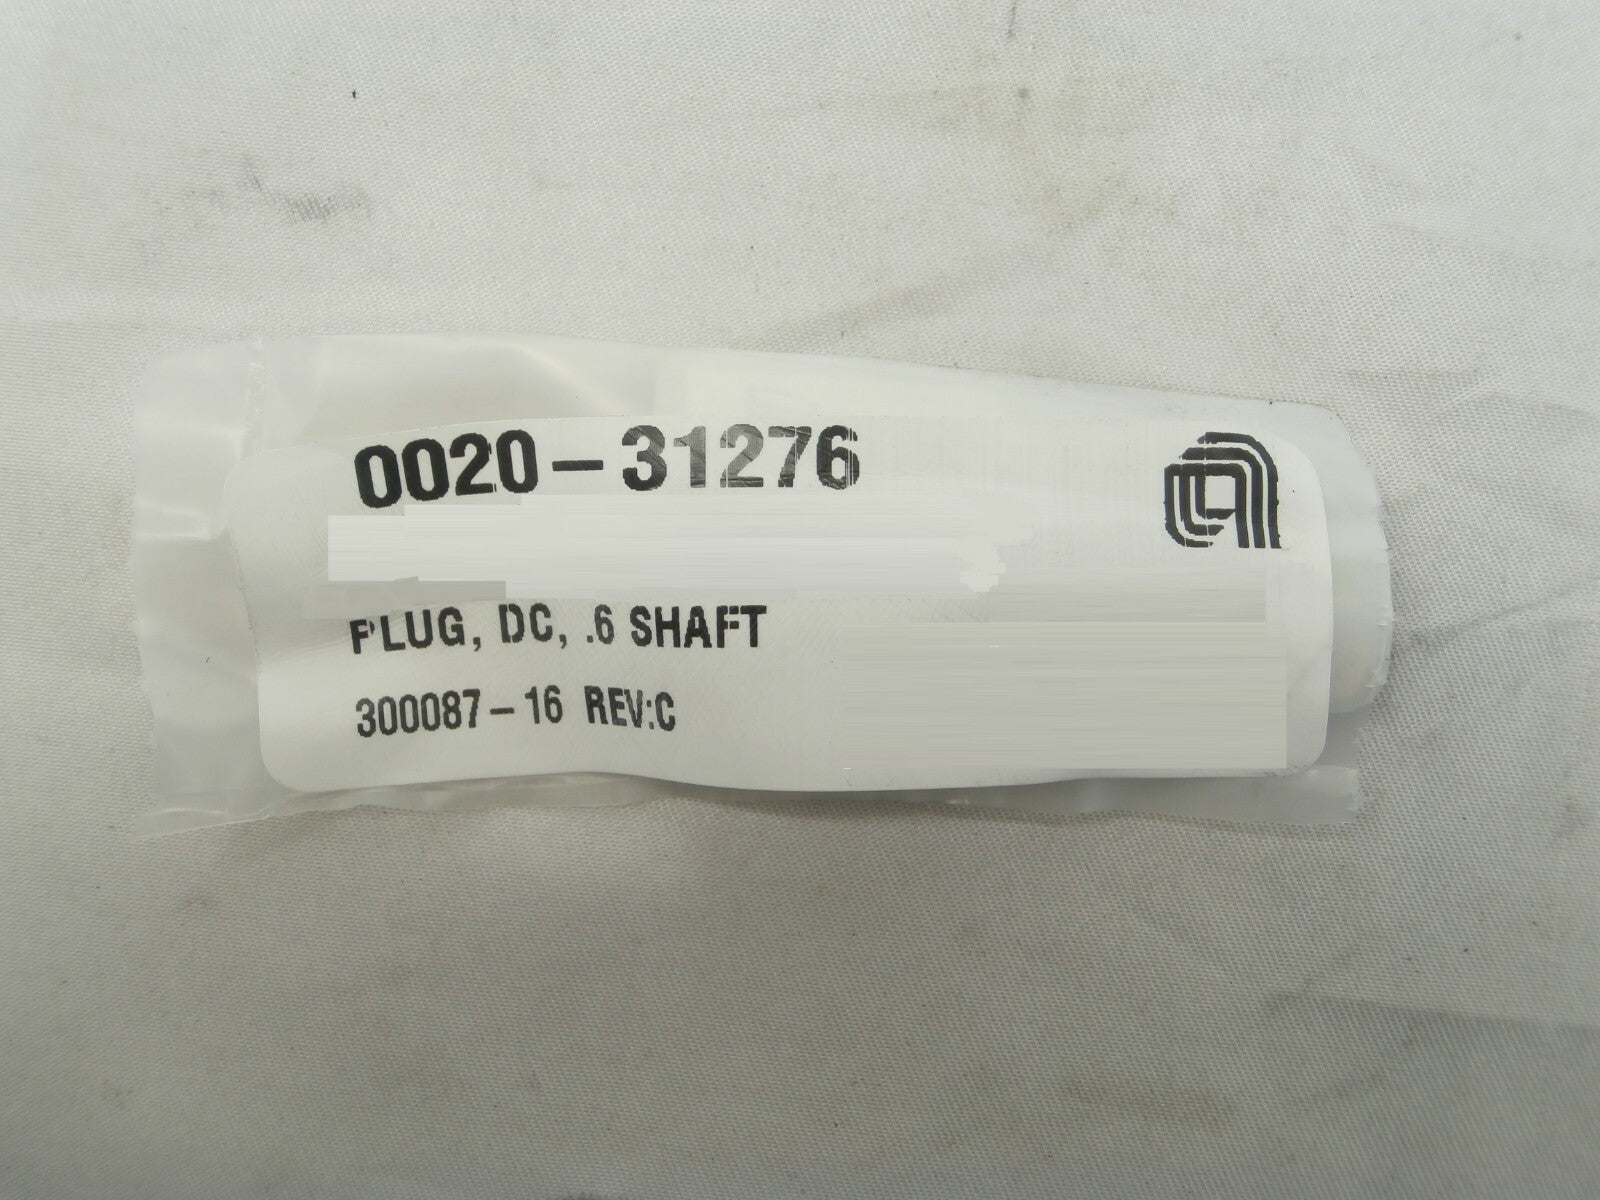 0020-31276
PLUG, DC, .6 SHAFT
300087-16 REV:C